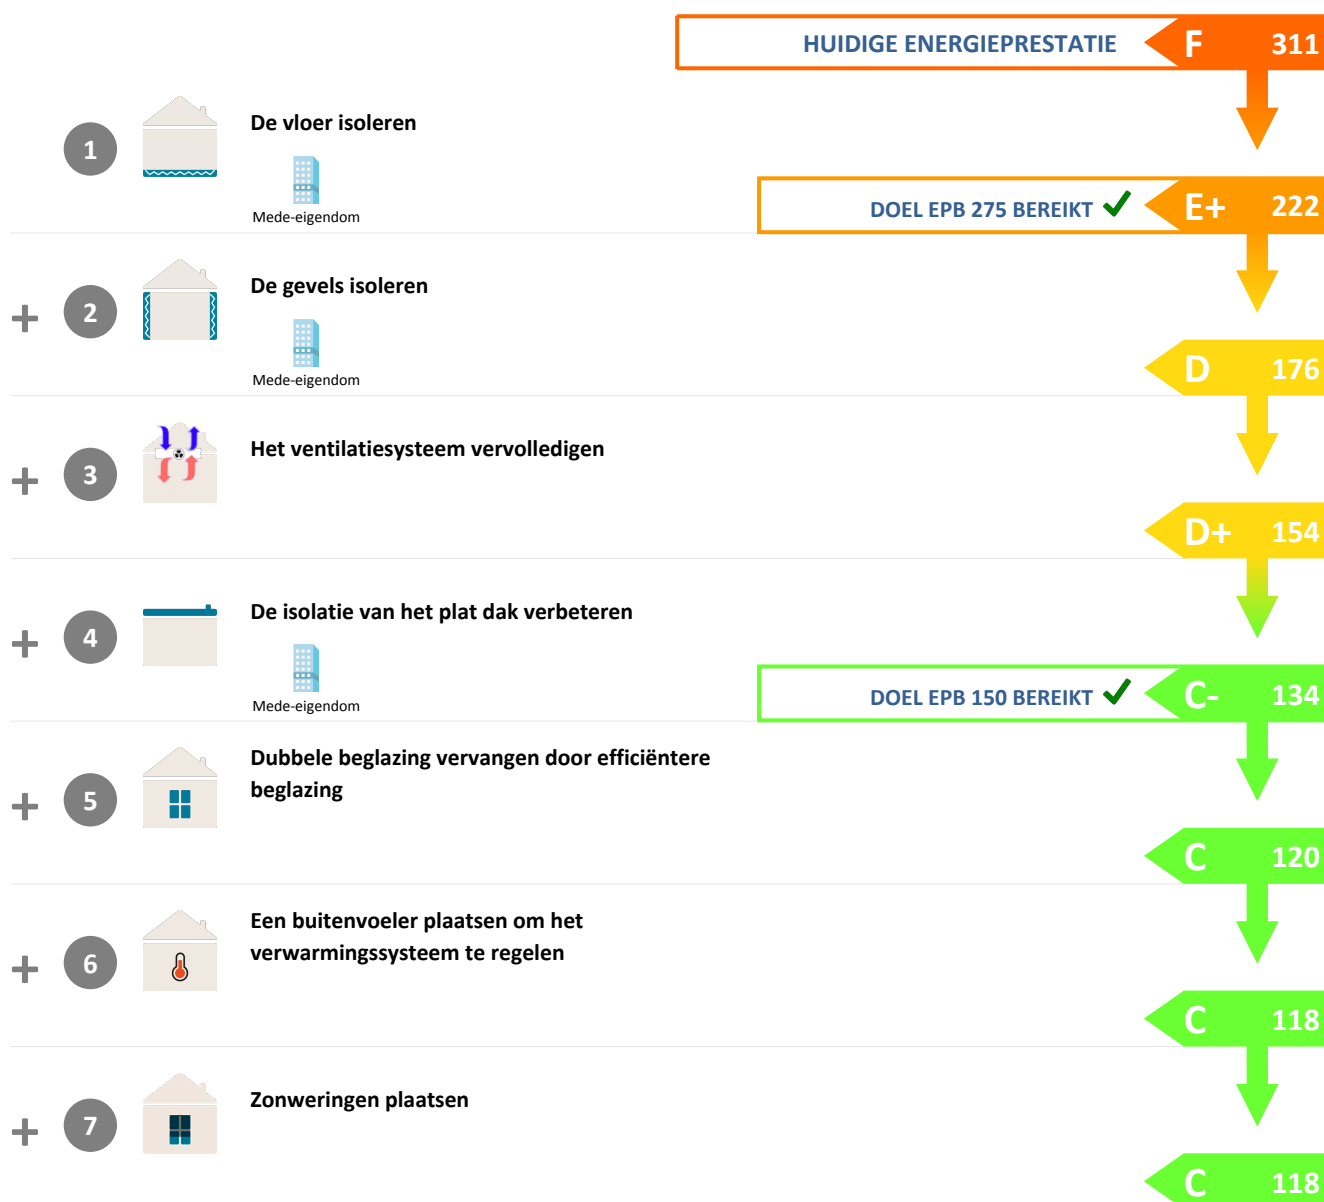 HUIDIGE ENERGIEPRESTATIE F 311
1 De vloer isoleren
Mede-eigendom
DOEL EPB 275 BEREIKT E+ 222
+ 2 De gevels isoleren
Mede-eigendom
D 176
+ 3 Het ventilatiesysteem vervolledigen
D+ 154
+ 4 De isolatie van het plat dak verbeteren
Mede-eigendom
DOEL EPB 150 BEREIKT C- 134
+ 5 Dubbele beglazing vervangen door efficiëntere
beglazing
C 120
+ 6 Een buitenvoeler plaatsen om het
verwarmingssysteem te regelen
C 118
+ 7 Zonweringen plaatsen
C 118